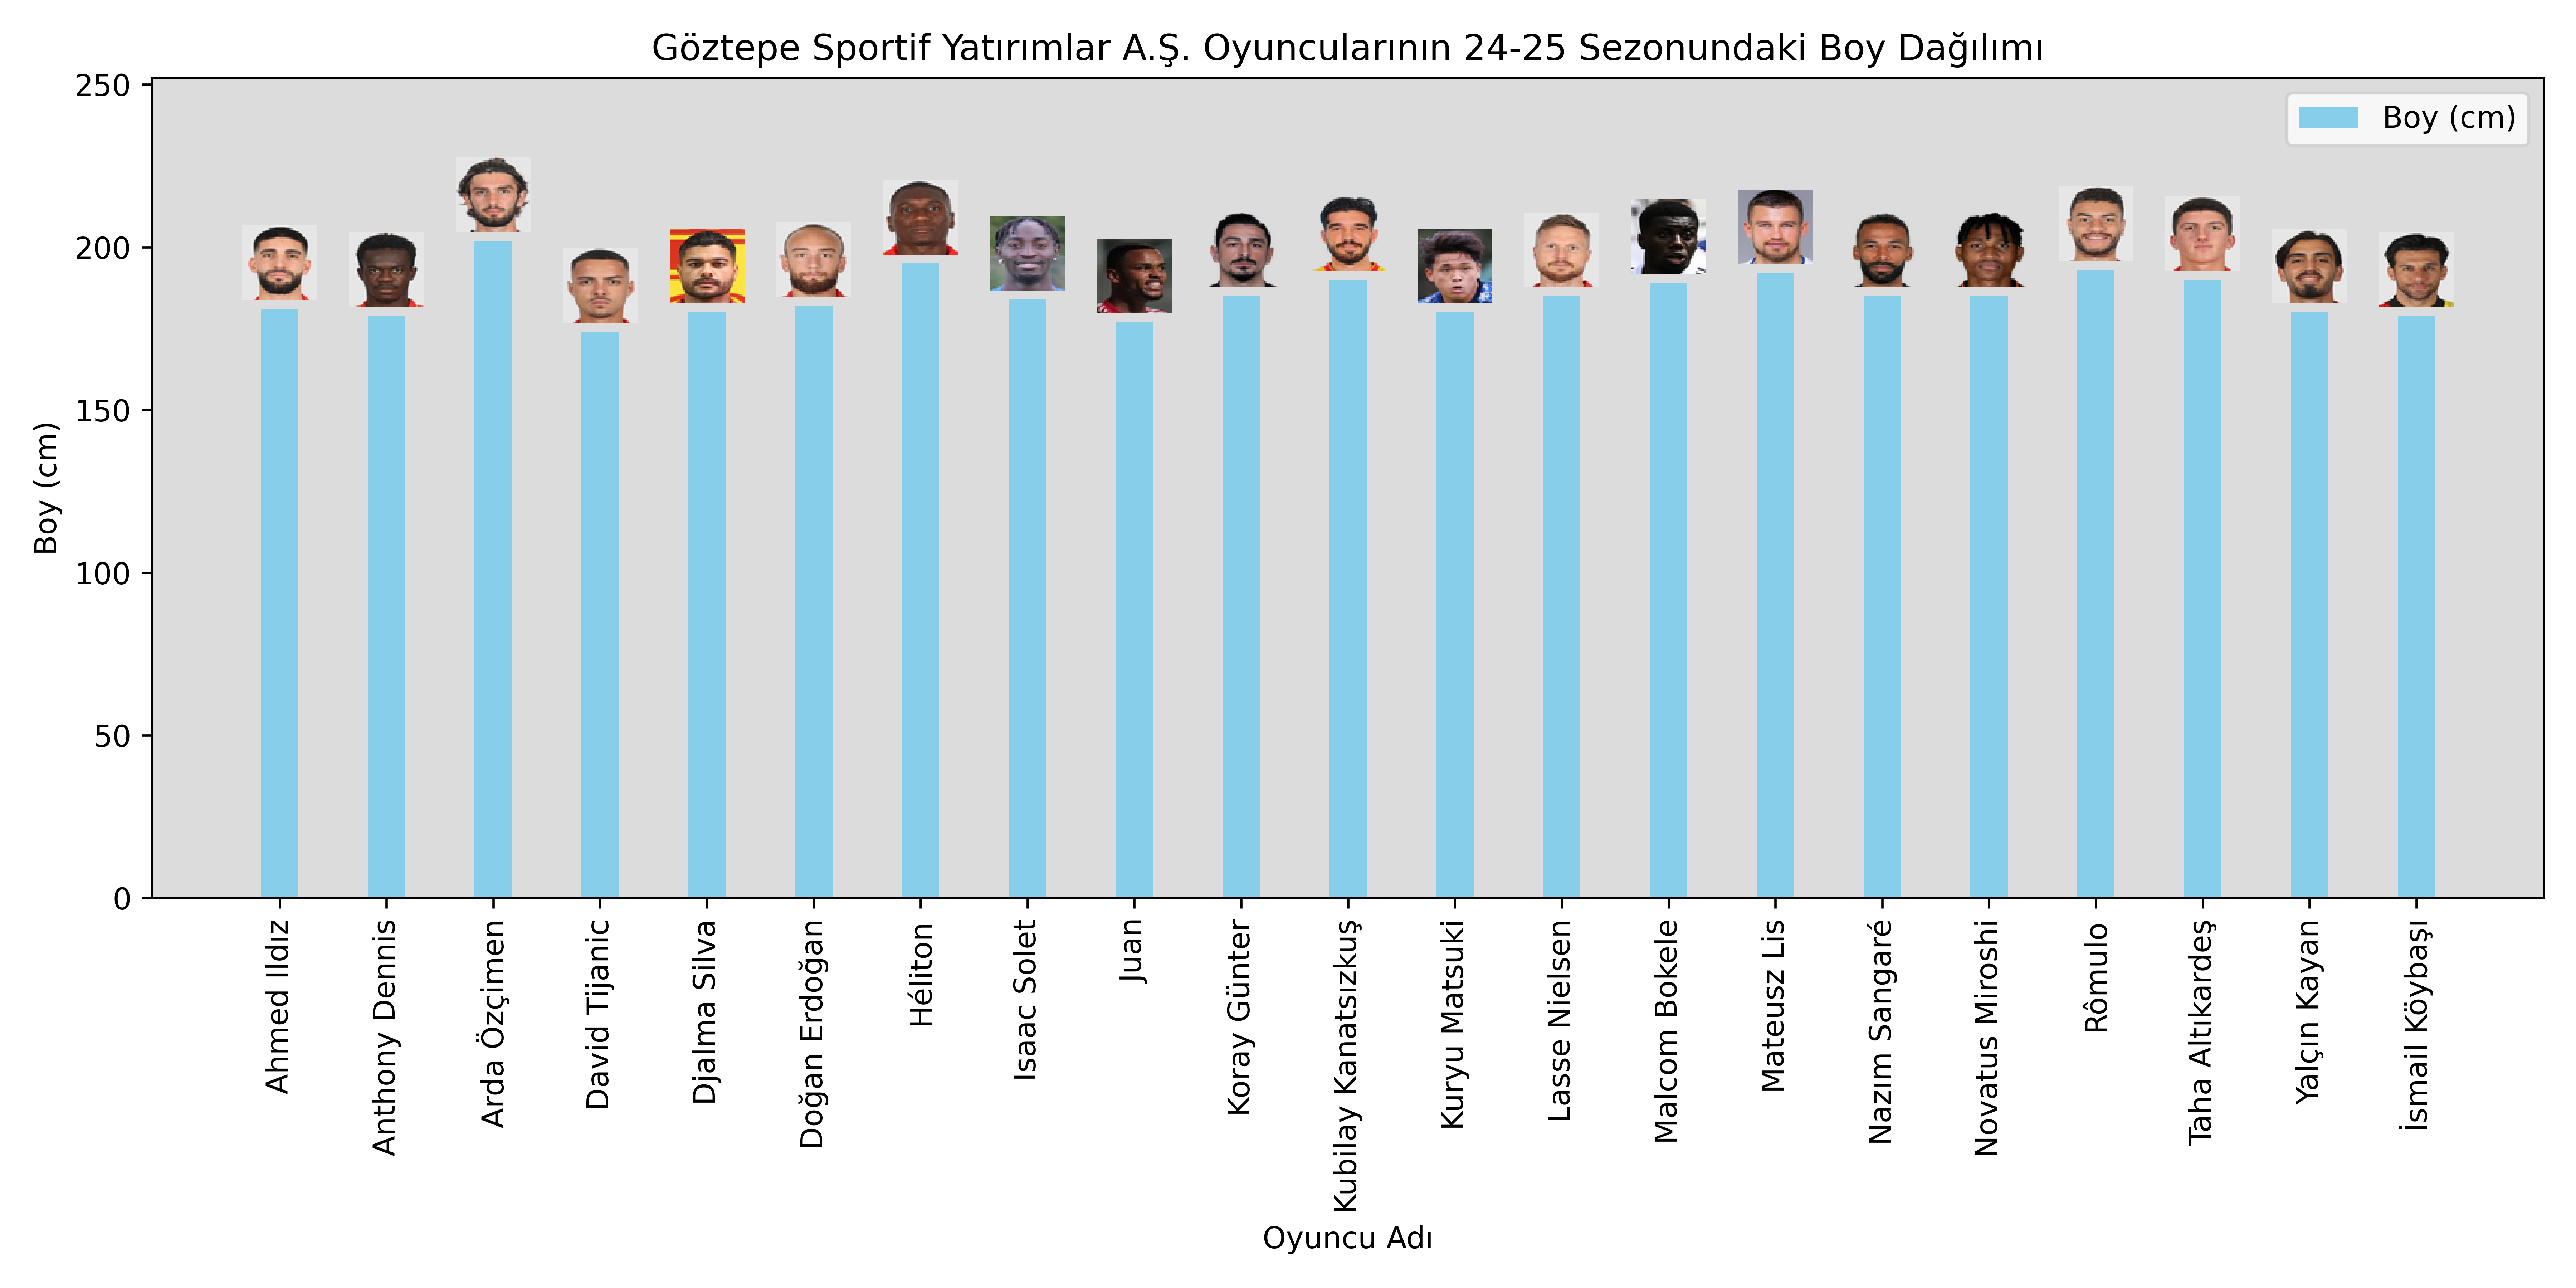 Göztepe Sportif Yatırımlar A.Ş. Oyuncularının 24-25 Sezonundaki Boy Dağılımı
Boy (cm)
250
200
150
100
50
0
Boy (cm)
Ahmed Ildız
Anthony Dennis
Arda Özçimen
David Tijanic
Djalma Silva
Doğan Erdoğan
Héliton
Isaac Solet
Juan
Koray Günter
Kubilay Kanatsızkuş
Kuryu Matsuki
Lasse Nielsen
Malcom Bokele
Mateusz Lis
Nazım Sangaré
Novatus Miroshi
Rômulo
Taha Altıkardeş
Yalçın Kayan
İsmail Köybaşı
Oyuncu Adı